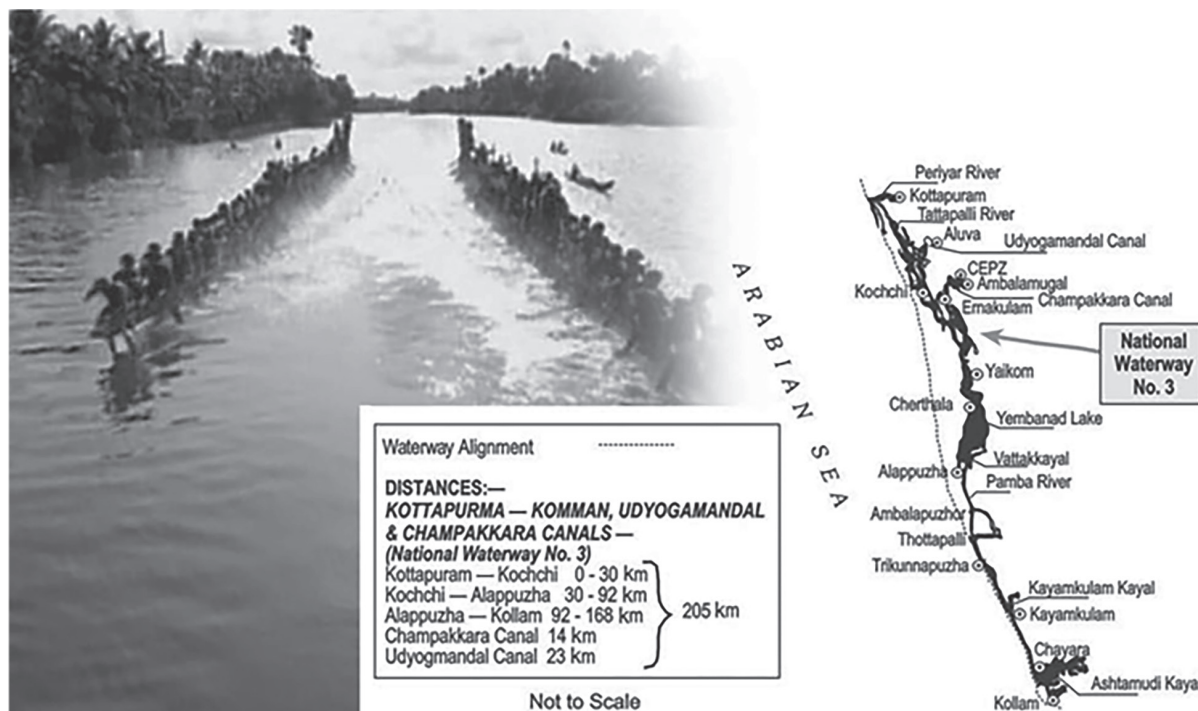 Periyar River
Kottapuram
Tattapalli River
Aluva
Udyogamandal Canal
CEPZ
Ambalamugal
Kochchi
Champakkara Canal
Ernakulam
National
Waterway
No. 3
ARABIAN SEA
Yaikom
Cherthala
Yembanad Lake
Vattakkayal
Alappuzha
Pamba River
Ambalapuzhor
Thottapalli
Trikunnapuzha
Kayamkulam Kayal
Kayamkulam
Chayara
Ashtamudi Kaya
Kollam
Waterway Alignment
DISTANCES:—
KOTTAPURMA — KOMMAN, UDYOGAMANDAL
& CHAMPAKKARA CANALS —
(National Waterway No. 3)
Kottapuram — Kochchi 0 - 30 km
Kochchi — Alappuzha 30 - 92 km
Alappuzha — Kollam 92 - 168 km
Champakkara Canal 14 km
Udyogmandal Canal 23 km
205 km
Not to Scale